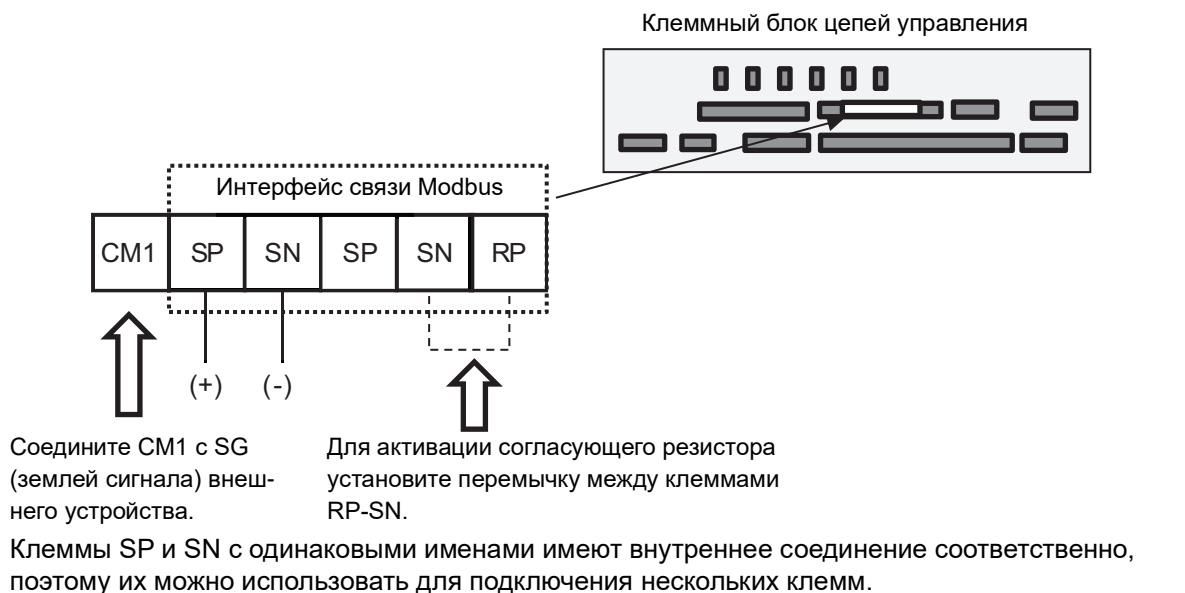 Клеммный блок цепей управления
Интерфейс связи Modbus
CM1 SP SN SP SN RP
(+) (-)
Соедините CM1 с SG
(землей сигнала) внеш-
него устройства.
Для активации согласующего резистора
установите перемычку между клеммами
RP-SN.
Клеммы SP и SN с одинаковыми именами имеют внутреннее соединение соответственно,
поэтому их можно использовать для подключения нескольких клемм.